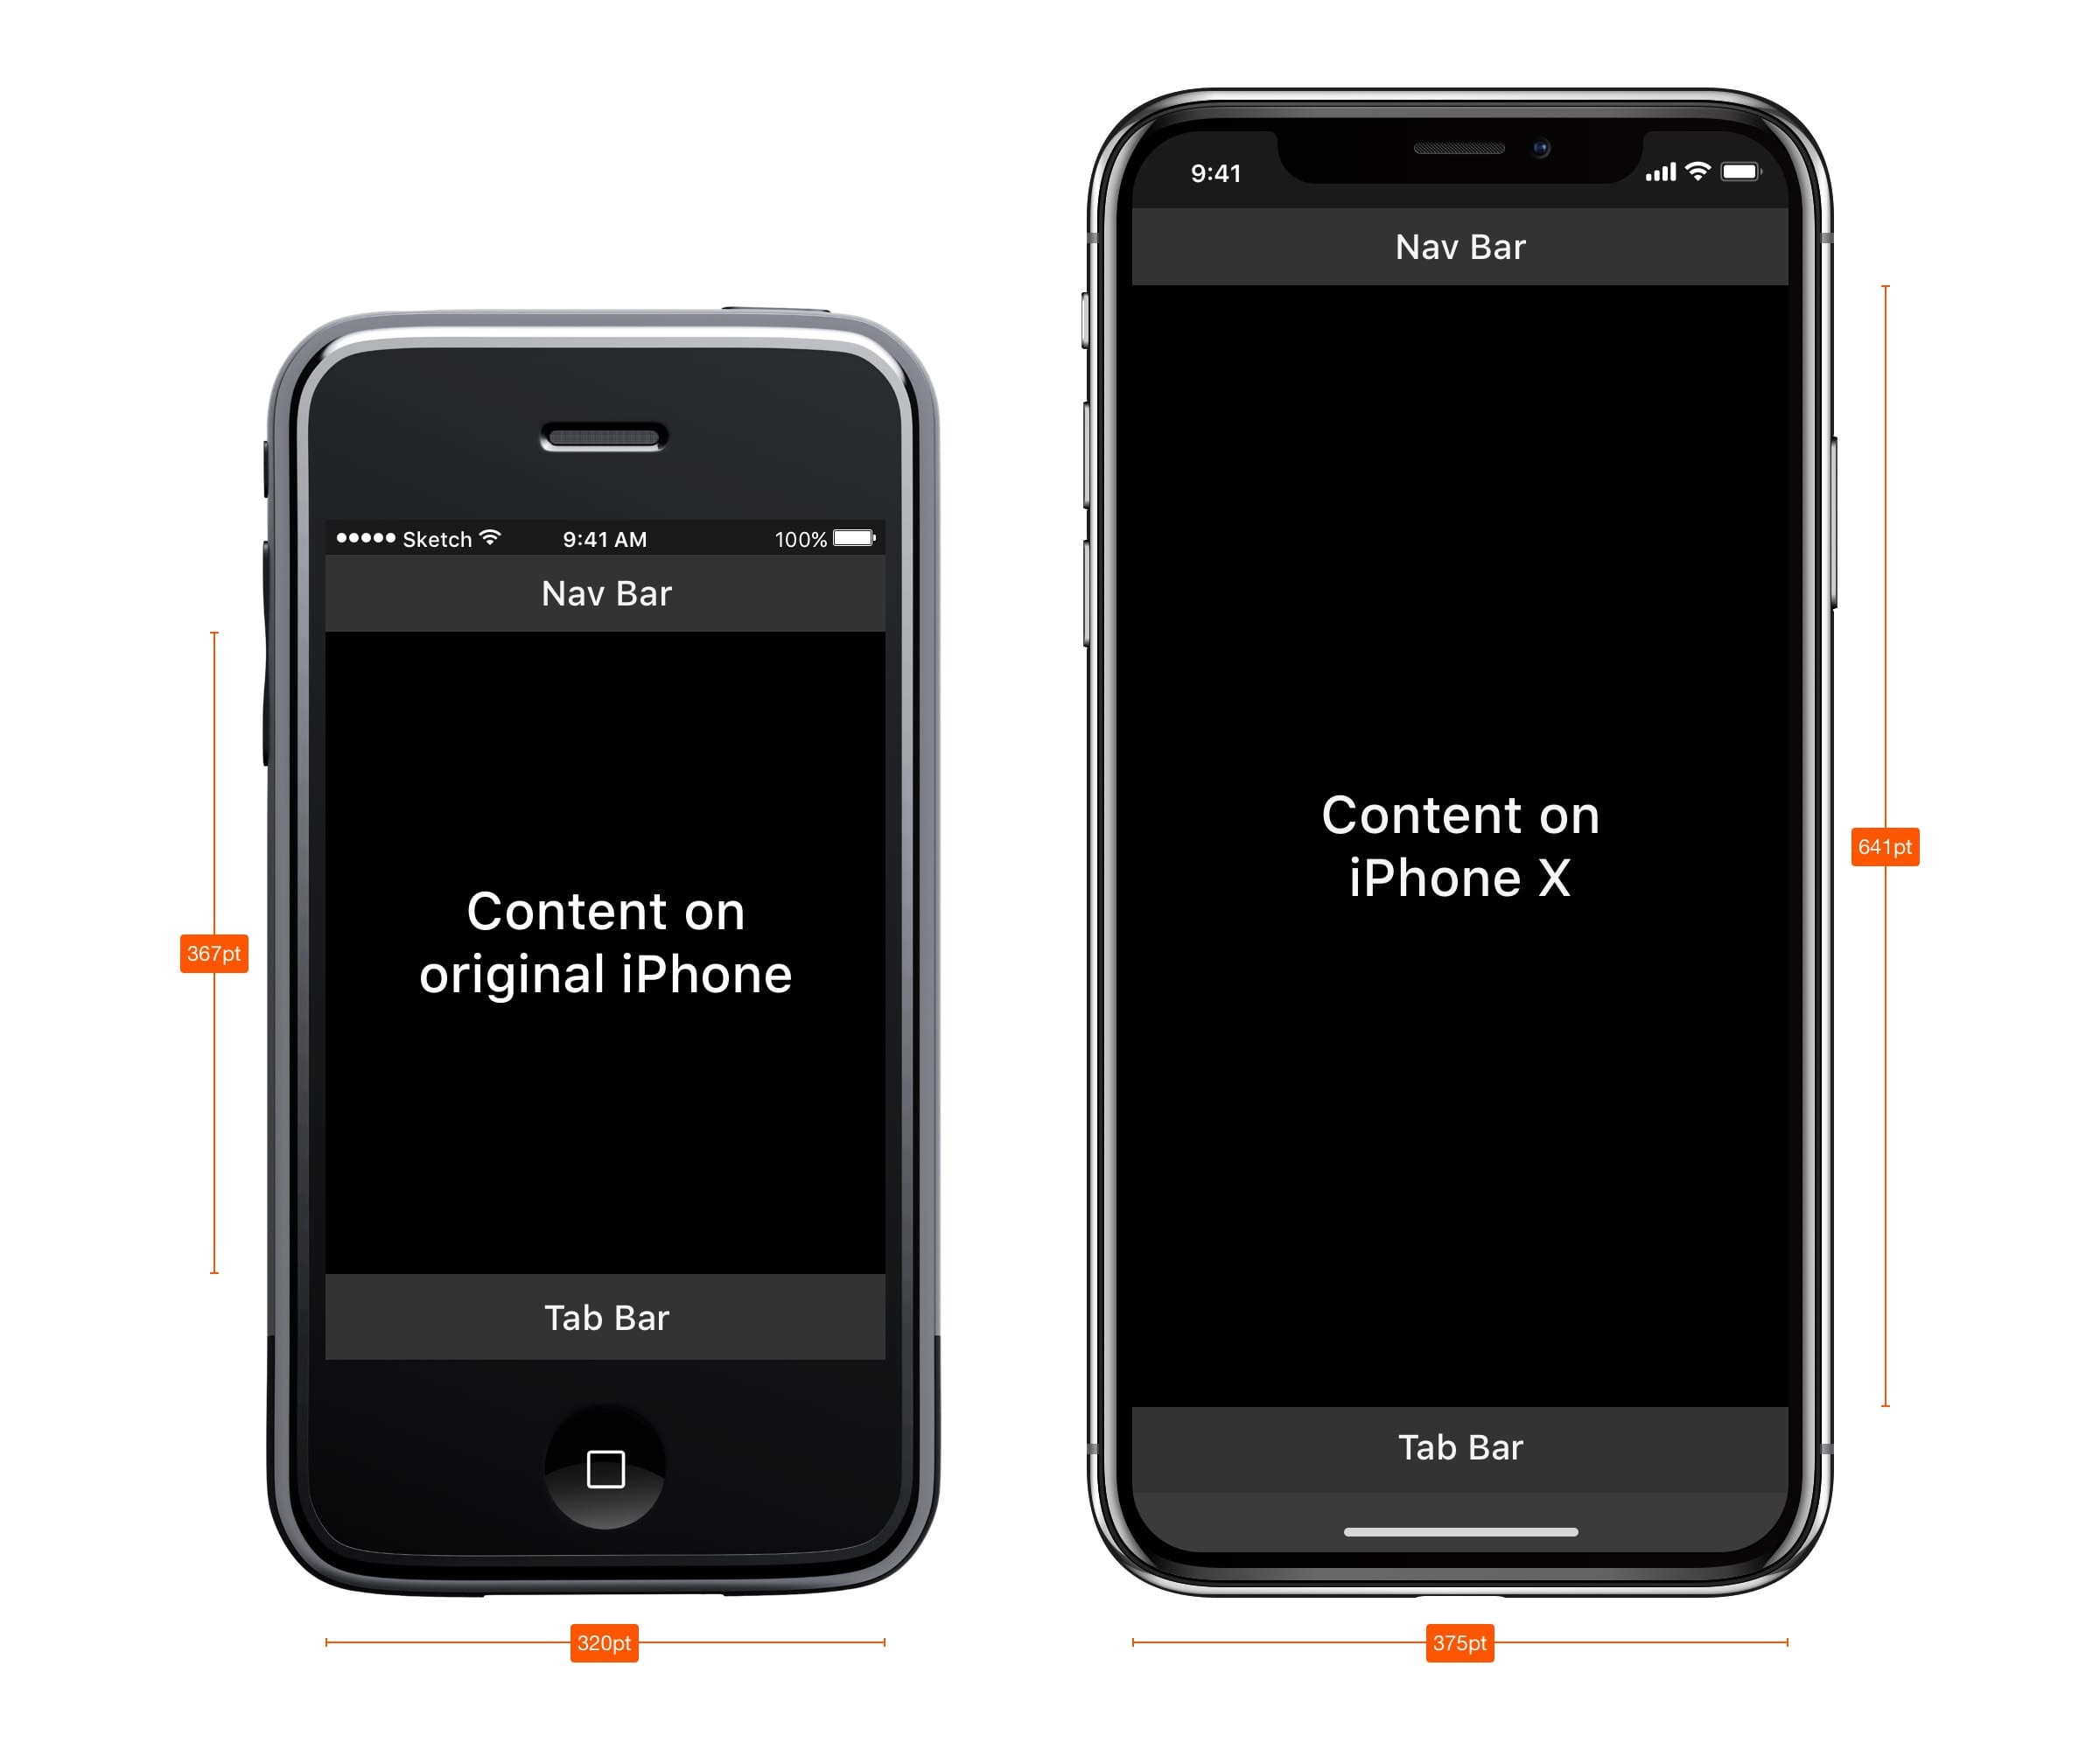 ●●●●● Sketch 9:41 AM 100%
Nav Bar
Content on
original iPhone
Tab Bar
367pt
320pt
9:41
Nav Bar
Content on
iPhone X
Tab Bar
641pt
375pt